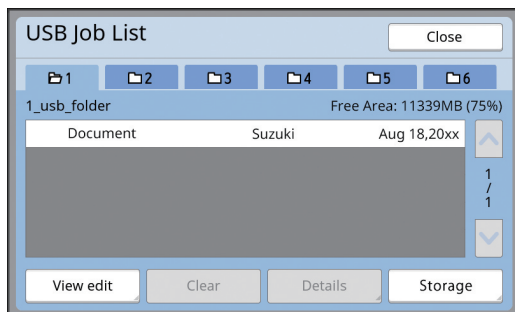 USB Job List
Close
1 2 3 4 5 6
1_usb_folder Free Area: 11339MB (75%)
Document Suzuki Aug 18,20xx
1
/
1
View edit Clear Details Storage